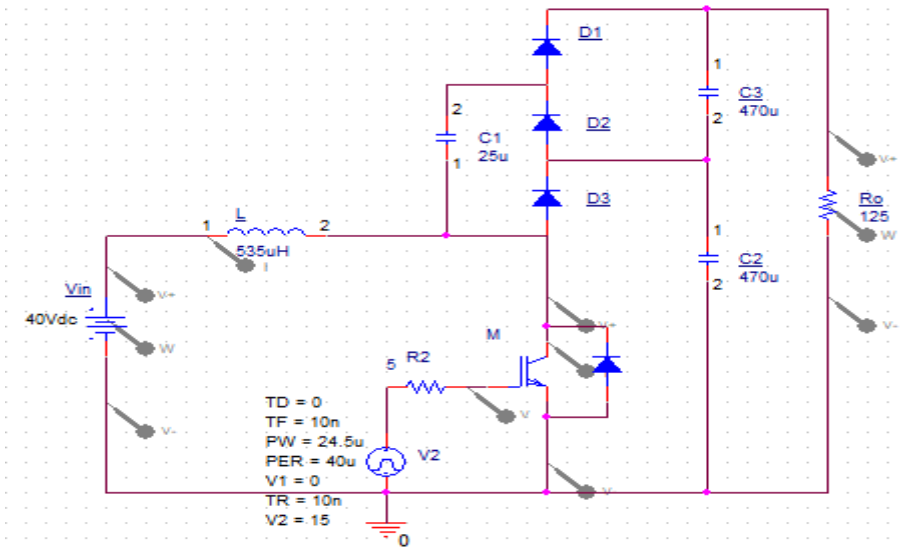 D1
1
C3
470u
2
2
C1
25u
1
D2
D3
V+
Ro
125
W
1
L
2
535uH
I
1
C2
470u
2
Vin
40Vdc
V+
W
V-
M
V+
5
R2
V
V-
TD = 0
TF = 10n
PW = 24.5u
PER = 40u
V1 = 0
TR = 10n
V2 = 15
V2
V-
0